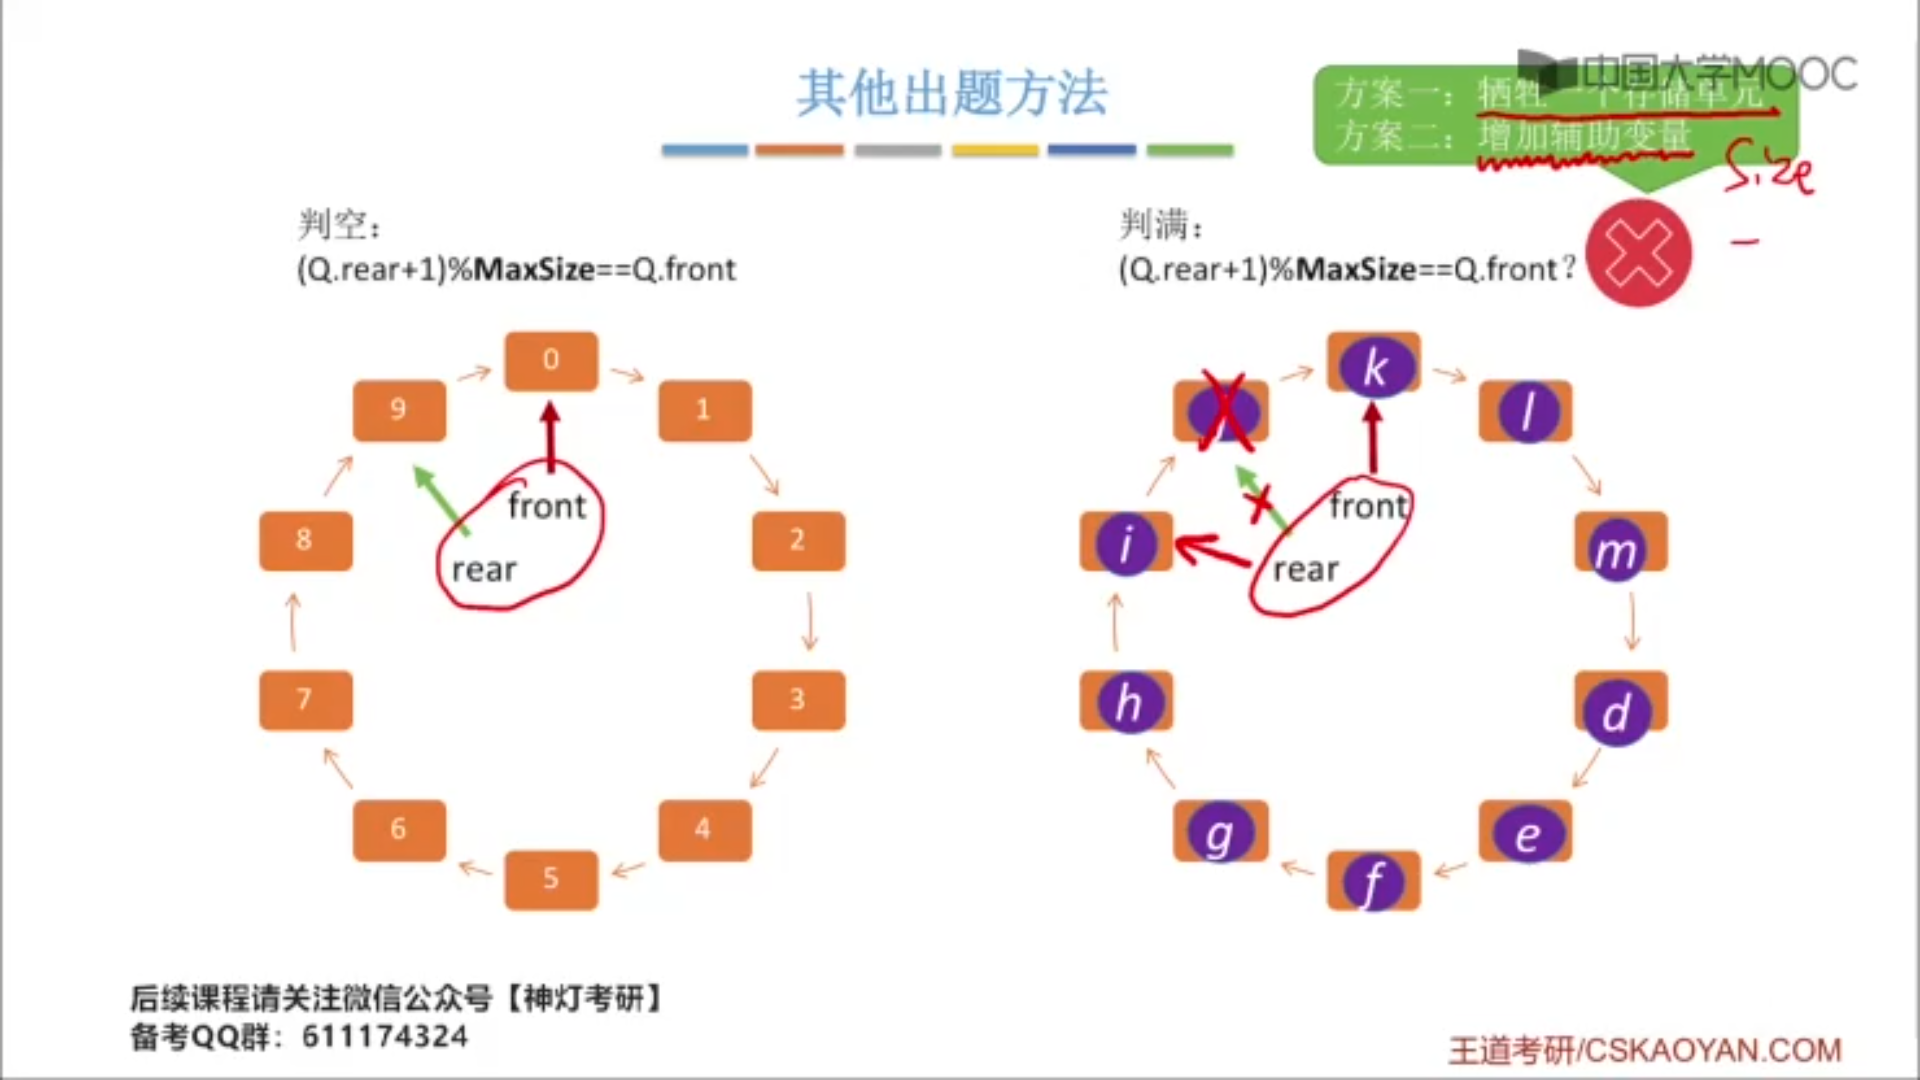 其他出题方法
中国大学MOOC
方案一：牺牲一个存储单元
方案二：增加辅助变量
Size
判空：
(Q.rear+1)%MaxSize==Q.front
判满：
(Q.rear+1)%MaxSize==Q.front？
0
9
1
front
8
2
rear
7
3
6
4
5
k
l
front
i
m
rear
h
d
g
e
f
后续课程请关注微信公众号【神灯考研】
备考QQ群：611174324
王道考研/CSKAOYAN.COM